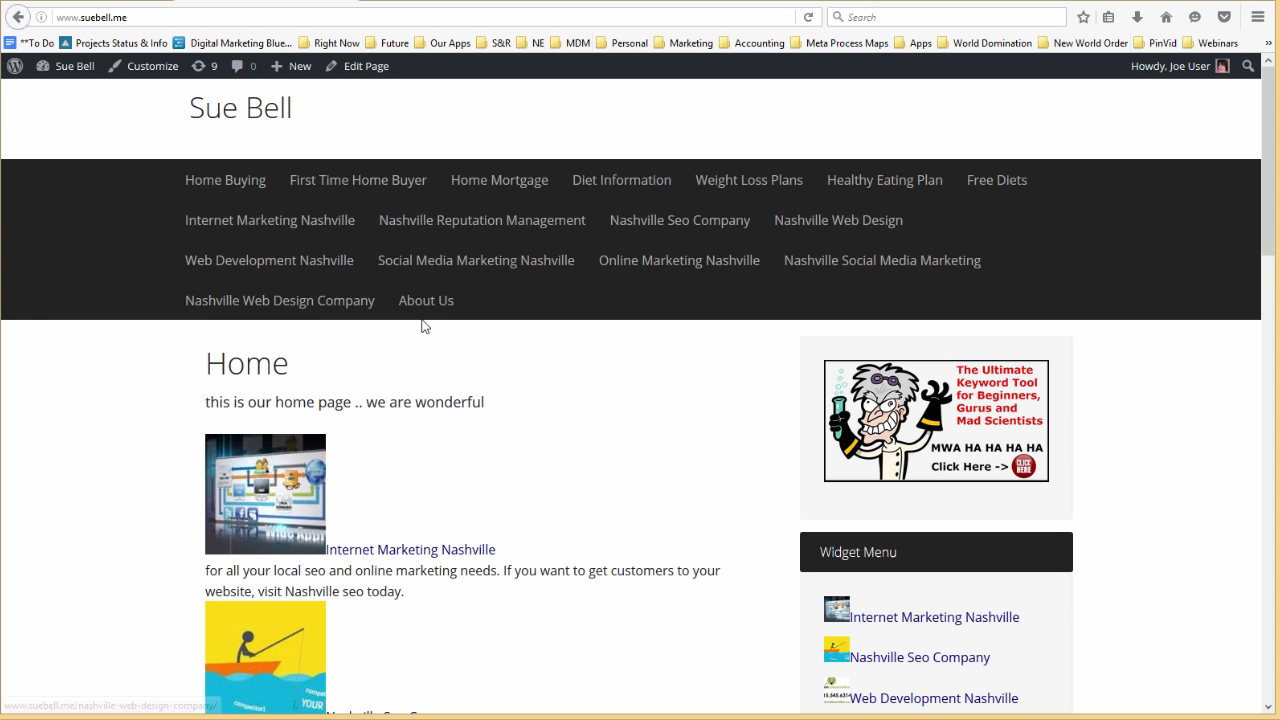 www.suebell.me
Search
**To Do Projects Status & Info Digital Marketing Blue... Right Now Future Our Apps S&R NE MDM Personal Marketing Accounting Meta Process Maps Apps World Domination New World Order PinVid Webinars »
Sue Bell Customize 9 0 New Edit Page Howdy, Joe User
Sue Bell
Home Buying First Time Home Buyer Home Mortgage Diet Information Weight Loss Plans Healthy Eating Plan Free Diets
Internet Marketing Nashville Nashville Reputation Management Nashville Seo Company Nashville Web Design
Web Development Nashville Social Media Marketing Nashville Online Marketing Nashville Nashville Social Media Marketing
Nashville Web Design Company About Us
Home
this is our home page .. we are wonderful
Internet Marketing Nashville
for all your local seo and online marketing needs. If you want to get customers to your
website, visit Nashville seo today.
YOUR
The Ultimate
Keyword Tool
for Beginners,
Gurus and
Mad Scientists
MWA HA HA HA HA
Click Here ->
CLICK
HERE
Widget Menu
Internet Marketing Nashville
Nashville Seo Company
Web Development Nashville
www.suebell.me/nashville-web-design-company/